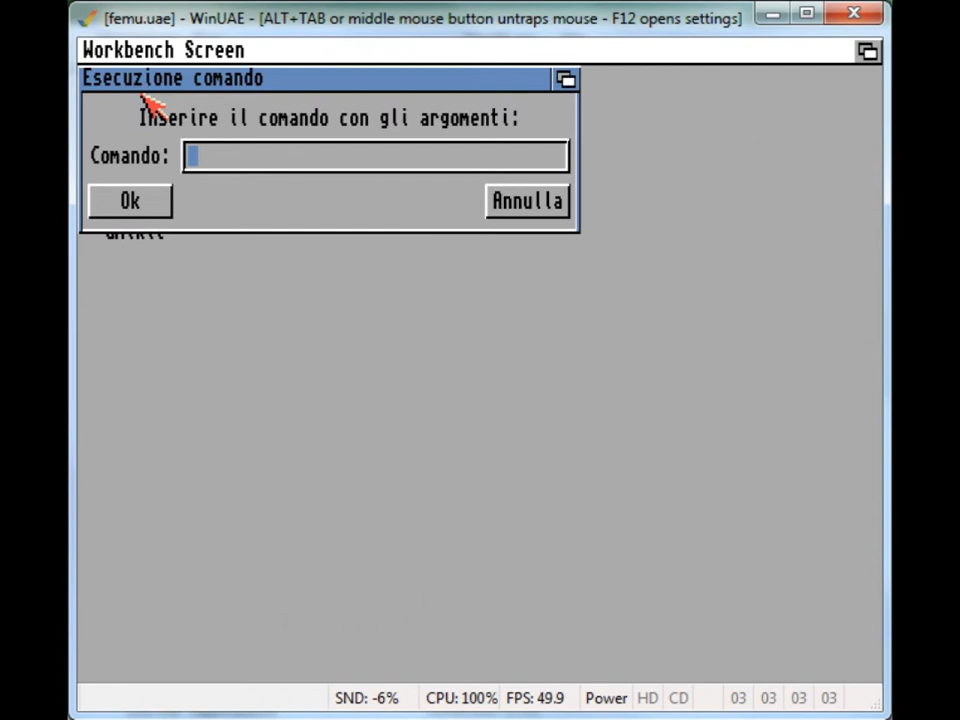 [femu.uae] - WinUAE - [ALT+TAB or middle mouse button untraps mouse - F12 opens settings]
Workbench Screen
Esecuzione comando
Inserire il comando con gli argomenti:
Comando:
Ok
Annulla
SND: -6% CPU: 100% FPS: 49.9 Power HD CD 03 03 03 03